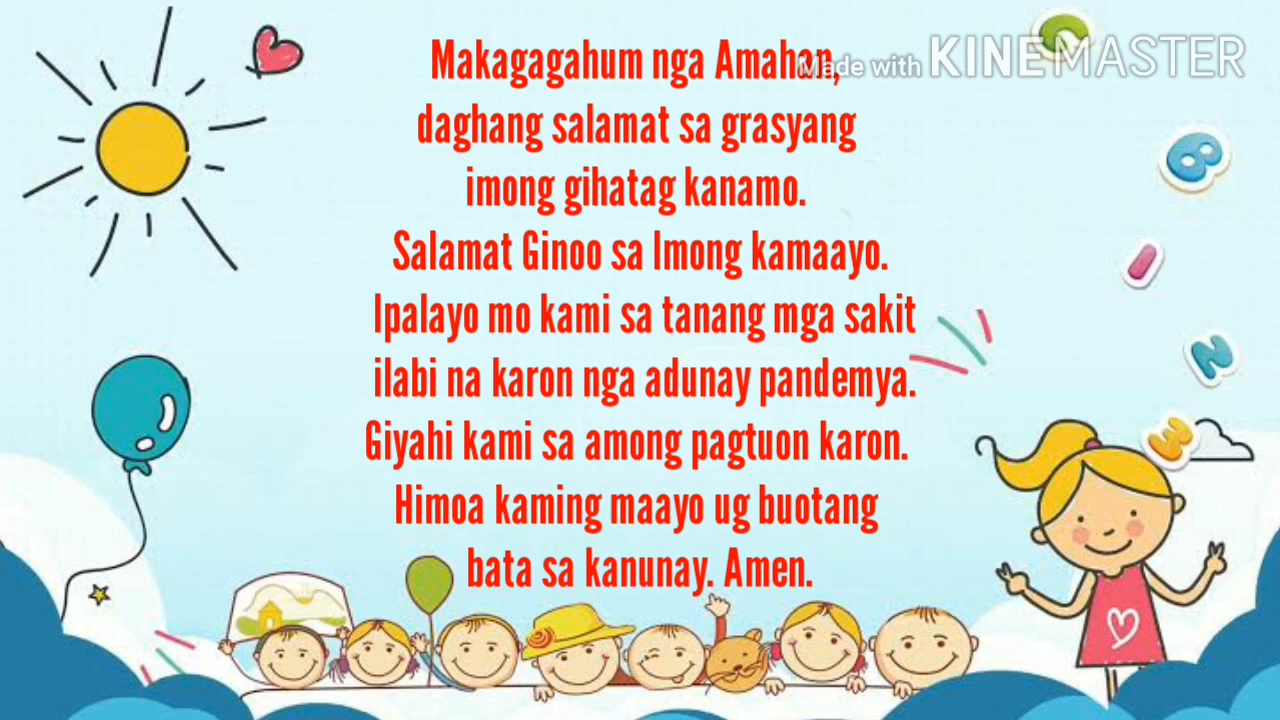 Makagagahum nga Amahan,
Made with KINEMASTER
daghang salamat sa grasyang
imong gihatag kanamo.
Salamat Ginoo sa Imong kamaayo.
Ipalayo mo kami sa tanang mga sakit
ilabi na karon nga adunay pandemya.
Giyahi kami sa among pagtuon karon.
Himoa kaming maayo ug buotang
bata sa kanunay. Amen.